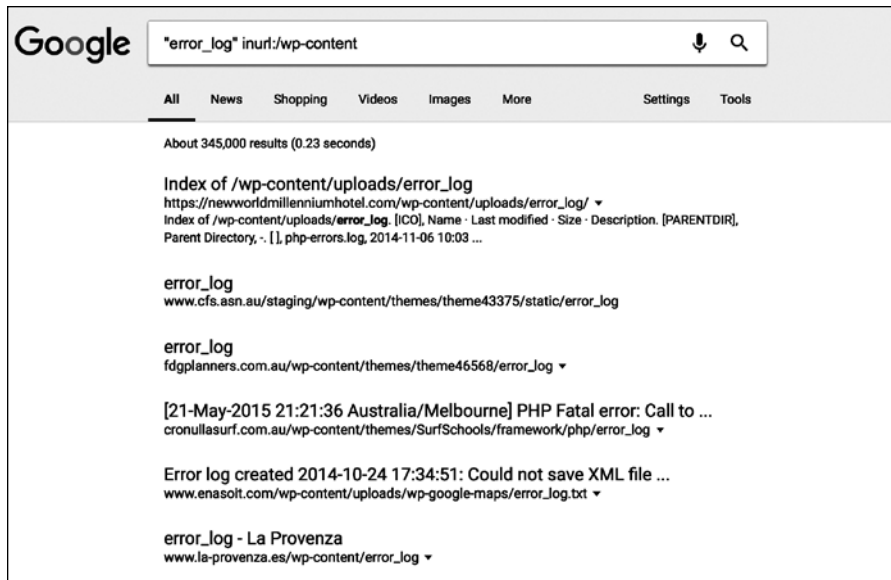 Google
"error_log" inurl:/wp-content
All News Shopping Videos Images More Settings Tools
About 345,000 results (0.23 seconds)
Index of /wp-content/uploads/error_log
https://newworldmillenniumhotel.com/wp-content/uploads/error_log/
Index of /wp-content/uploads/error_log. [ICO], Name · Last modified · Size · Description. [PARENTDIR],
Parent Directory, -. [ ], php-errors.log, 2014-11-06 10:03 ...
error_log
www.cfs.asn.au/staging/wp-content/themes/theme43375/static/error_log
error_log
fdgplanners.com.au/wp-content/themes/theme46568/error_log
[21-May-2015 21:21:36 Australia/Melbourne] PHP Fatal error: Call to ...
cronullasurf.com.au/wp-content/themes/SurfSchools/framework/php/error_log
Error log created 2014-10-24 17:34:51: Could not save XML file ...
www.enasolt.com/wp-content/uploads/wp-google-maps/error_log.txt
error_log - La Provenza
www.la-provenza.es/wp-content/error_log